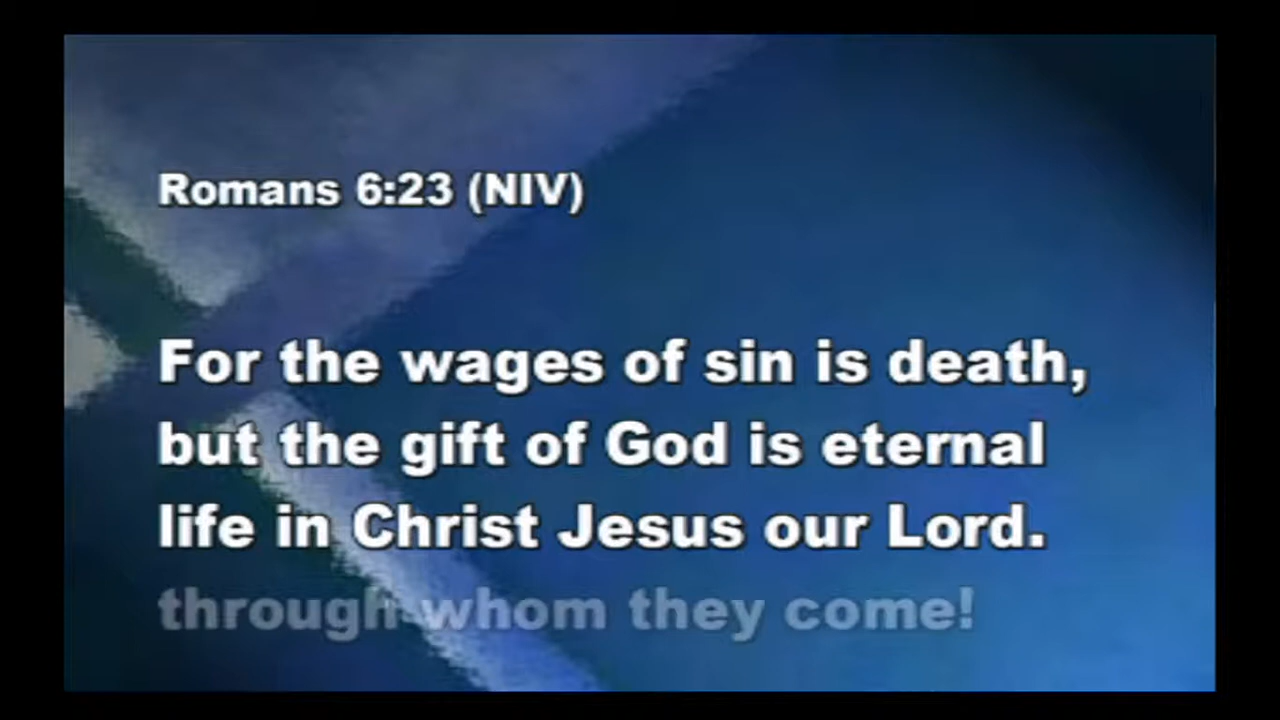 Romans 6:23 (NIV)
For the wages of sin is death,
but the gift of God is eternal
life in Christ Jesus our Lord.
through whom they come!